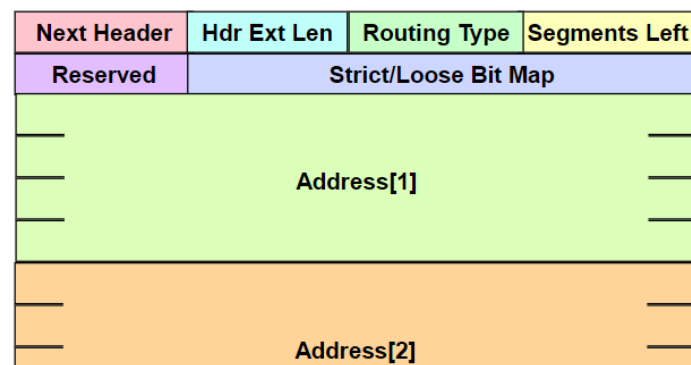 Next Header Hdr Ext Len Routing Type Segments Left
Reserved Strict/Loose Bit Map
Address[1]
Address[2]